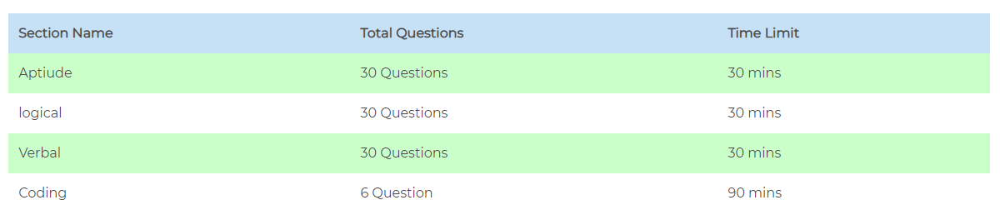 Section Name Total Questions Time Limit
Aptiude 30 Questions 30 mins
logical 30 Questions 30 mins
Verbal 30 Questions 30 mins
Coding 6 Question 90 mins